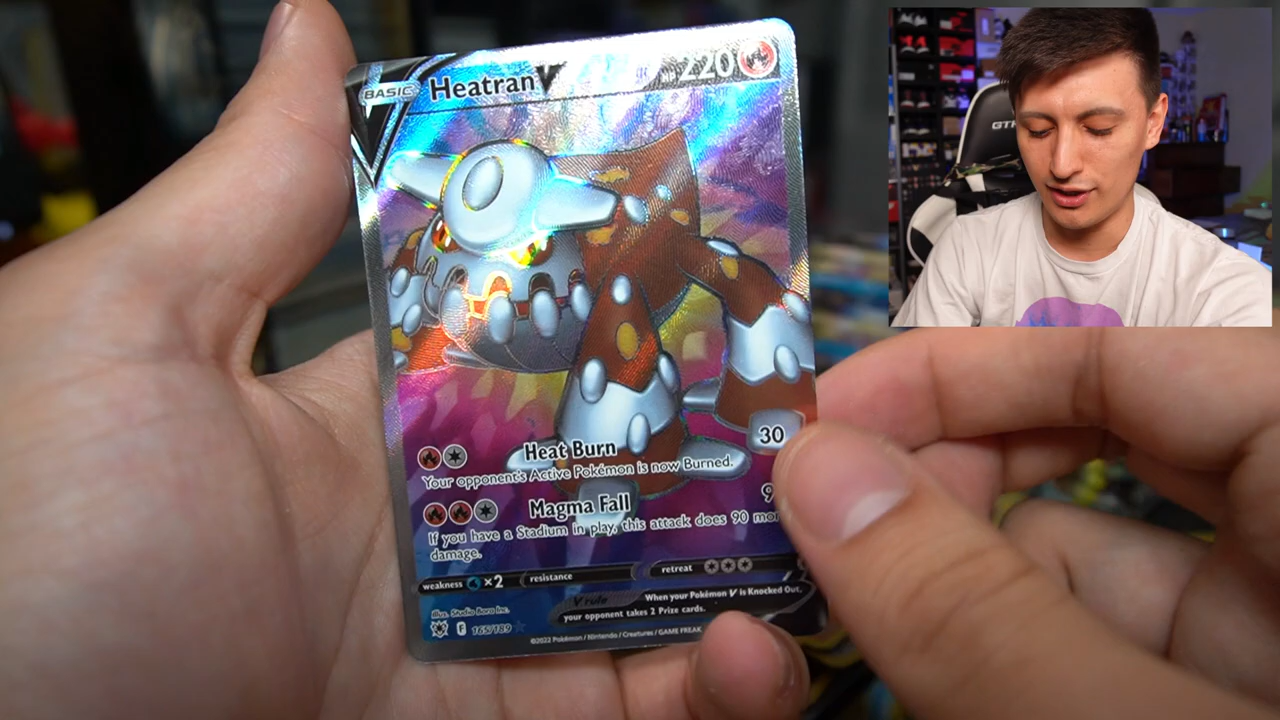 BASIC Heatran V 220
Heat Burn 30
Your opponent's Active Pokémon is now Burned.
Magma Fall 9
If you have a Stadium in play, this attack does 90 mor
damage.
weakness ×2 resistance retreat
V rule When your Pokémon V is Knocked Out,
your opponent takes 2 Prize cards.
Illus. Studio Bora Inc.
F 165/189
©2022 Pokémon / Nintendo / Creatures / GAME FREAK
GT